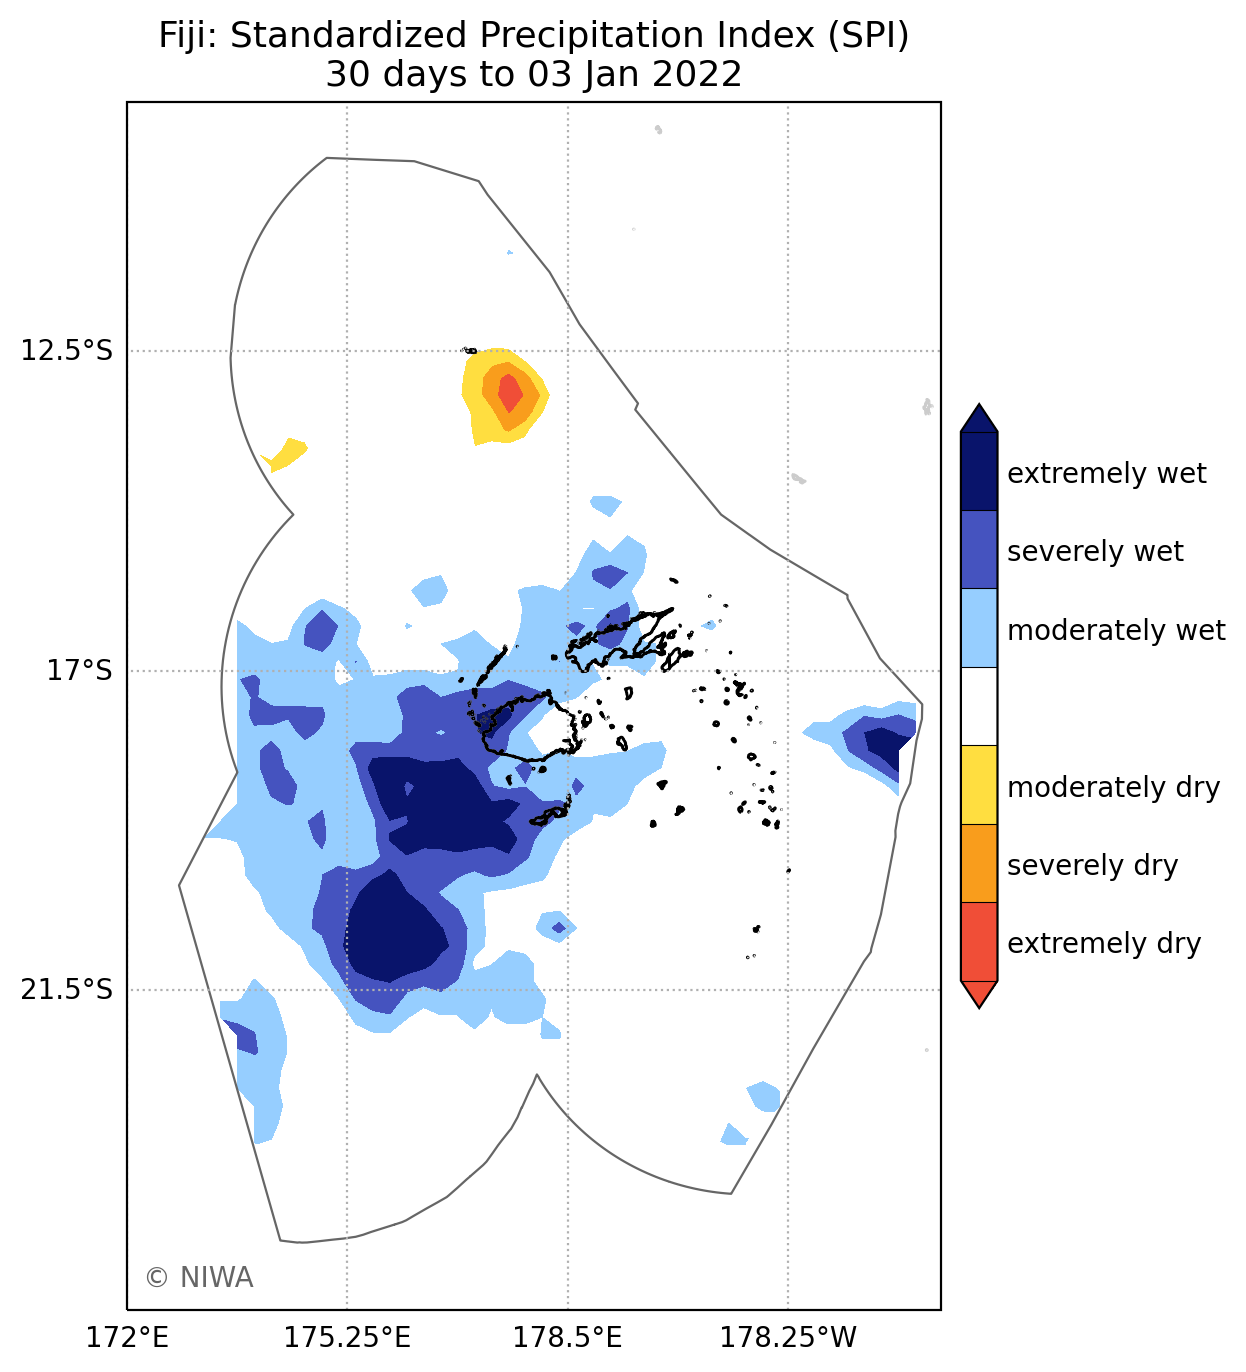 Fiji: Standardized Precipitation Index (SPI)
30 days to 03 Jan 2022
12.5°S
17°S
21.5°S
172°E
175.25°E
178.5°E
178.25°W
extremely wet
severely wet
moderately wet
moderately dry
severely dry
extremely dry
© NIWA